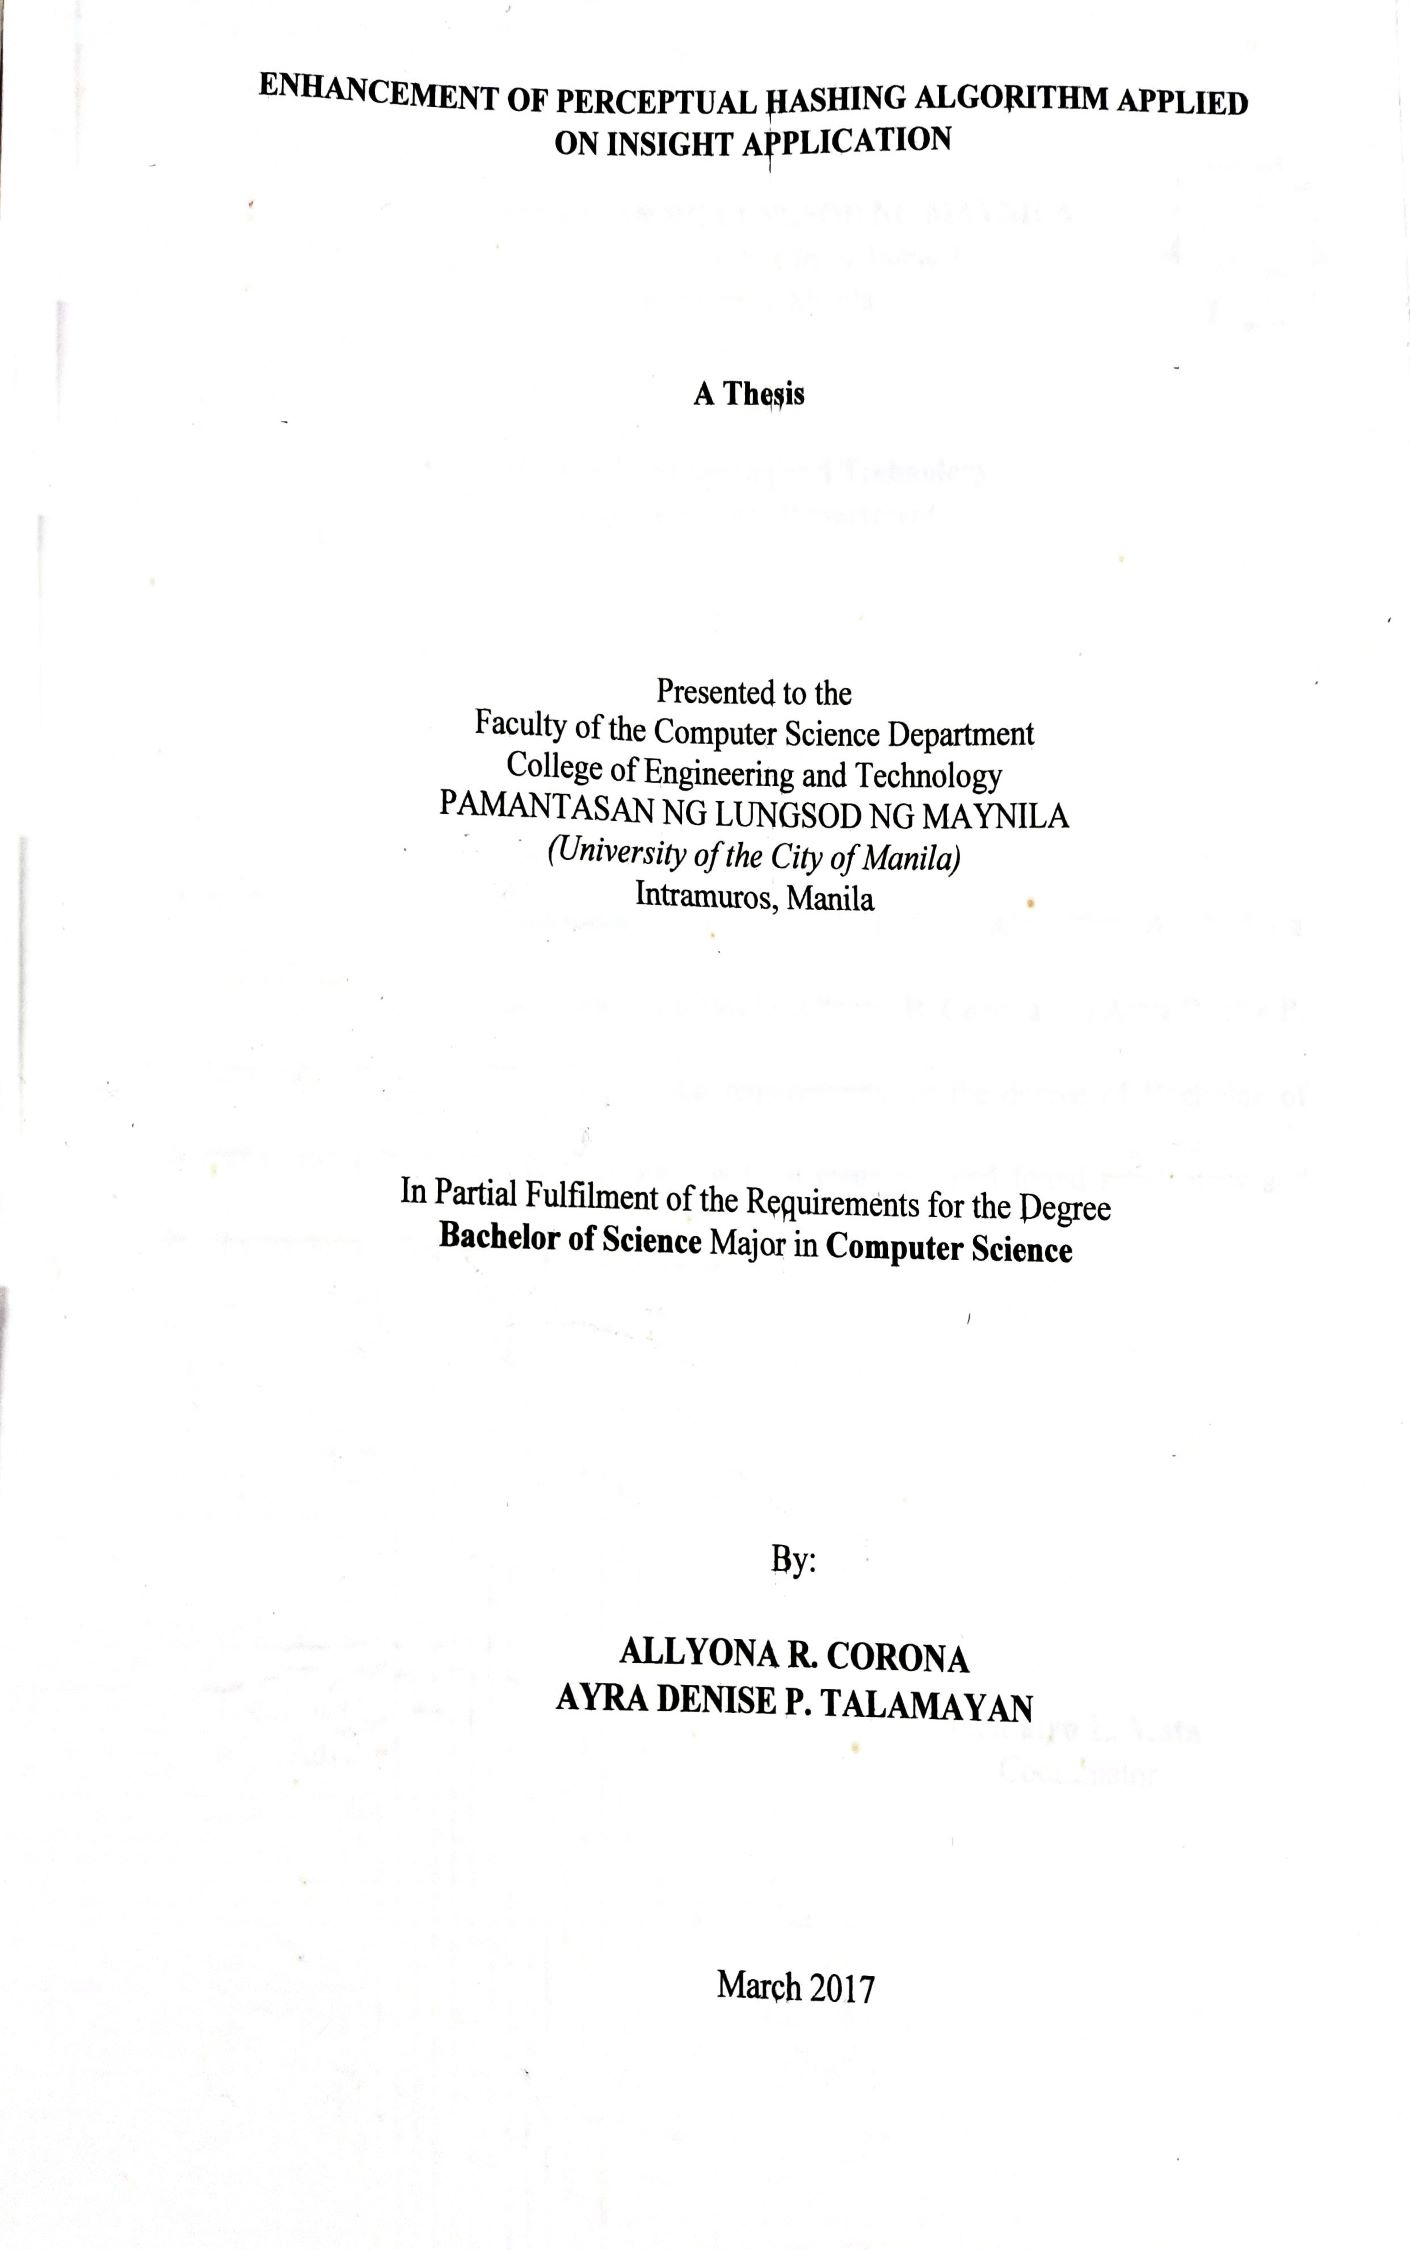 ENHANCEMENT OF PERCEPTUAL HASHING ALGORITHM APPLIED
ON INSIGHT APPLICATION
A Thesis
Presented to the
Faculty of the Computer Science Department
College of Engineering and Technology
PAMANTASAN NG LUNGSOD NG MAYNILA
(University of the City of Manila)
Intramuros, Manila
In Partial Fulfilment of the Requirements for the Degree
Bachelor of Science Major in Computer Science
By:
ALLYONA R. CORONA
AYRA DENISE P. TALAMAYAN
March 2017